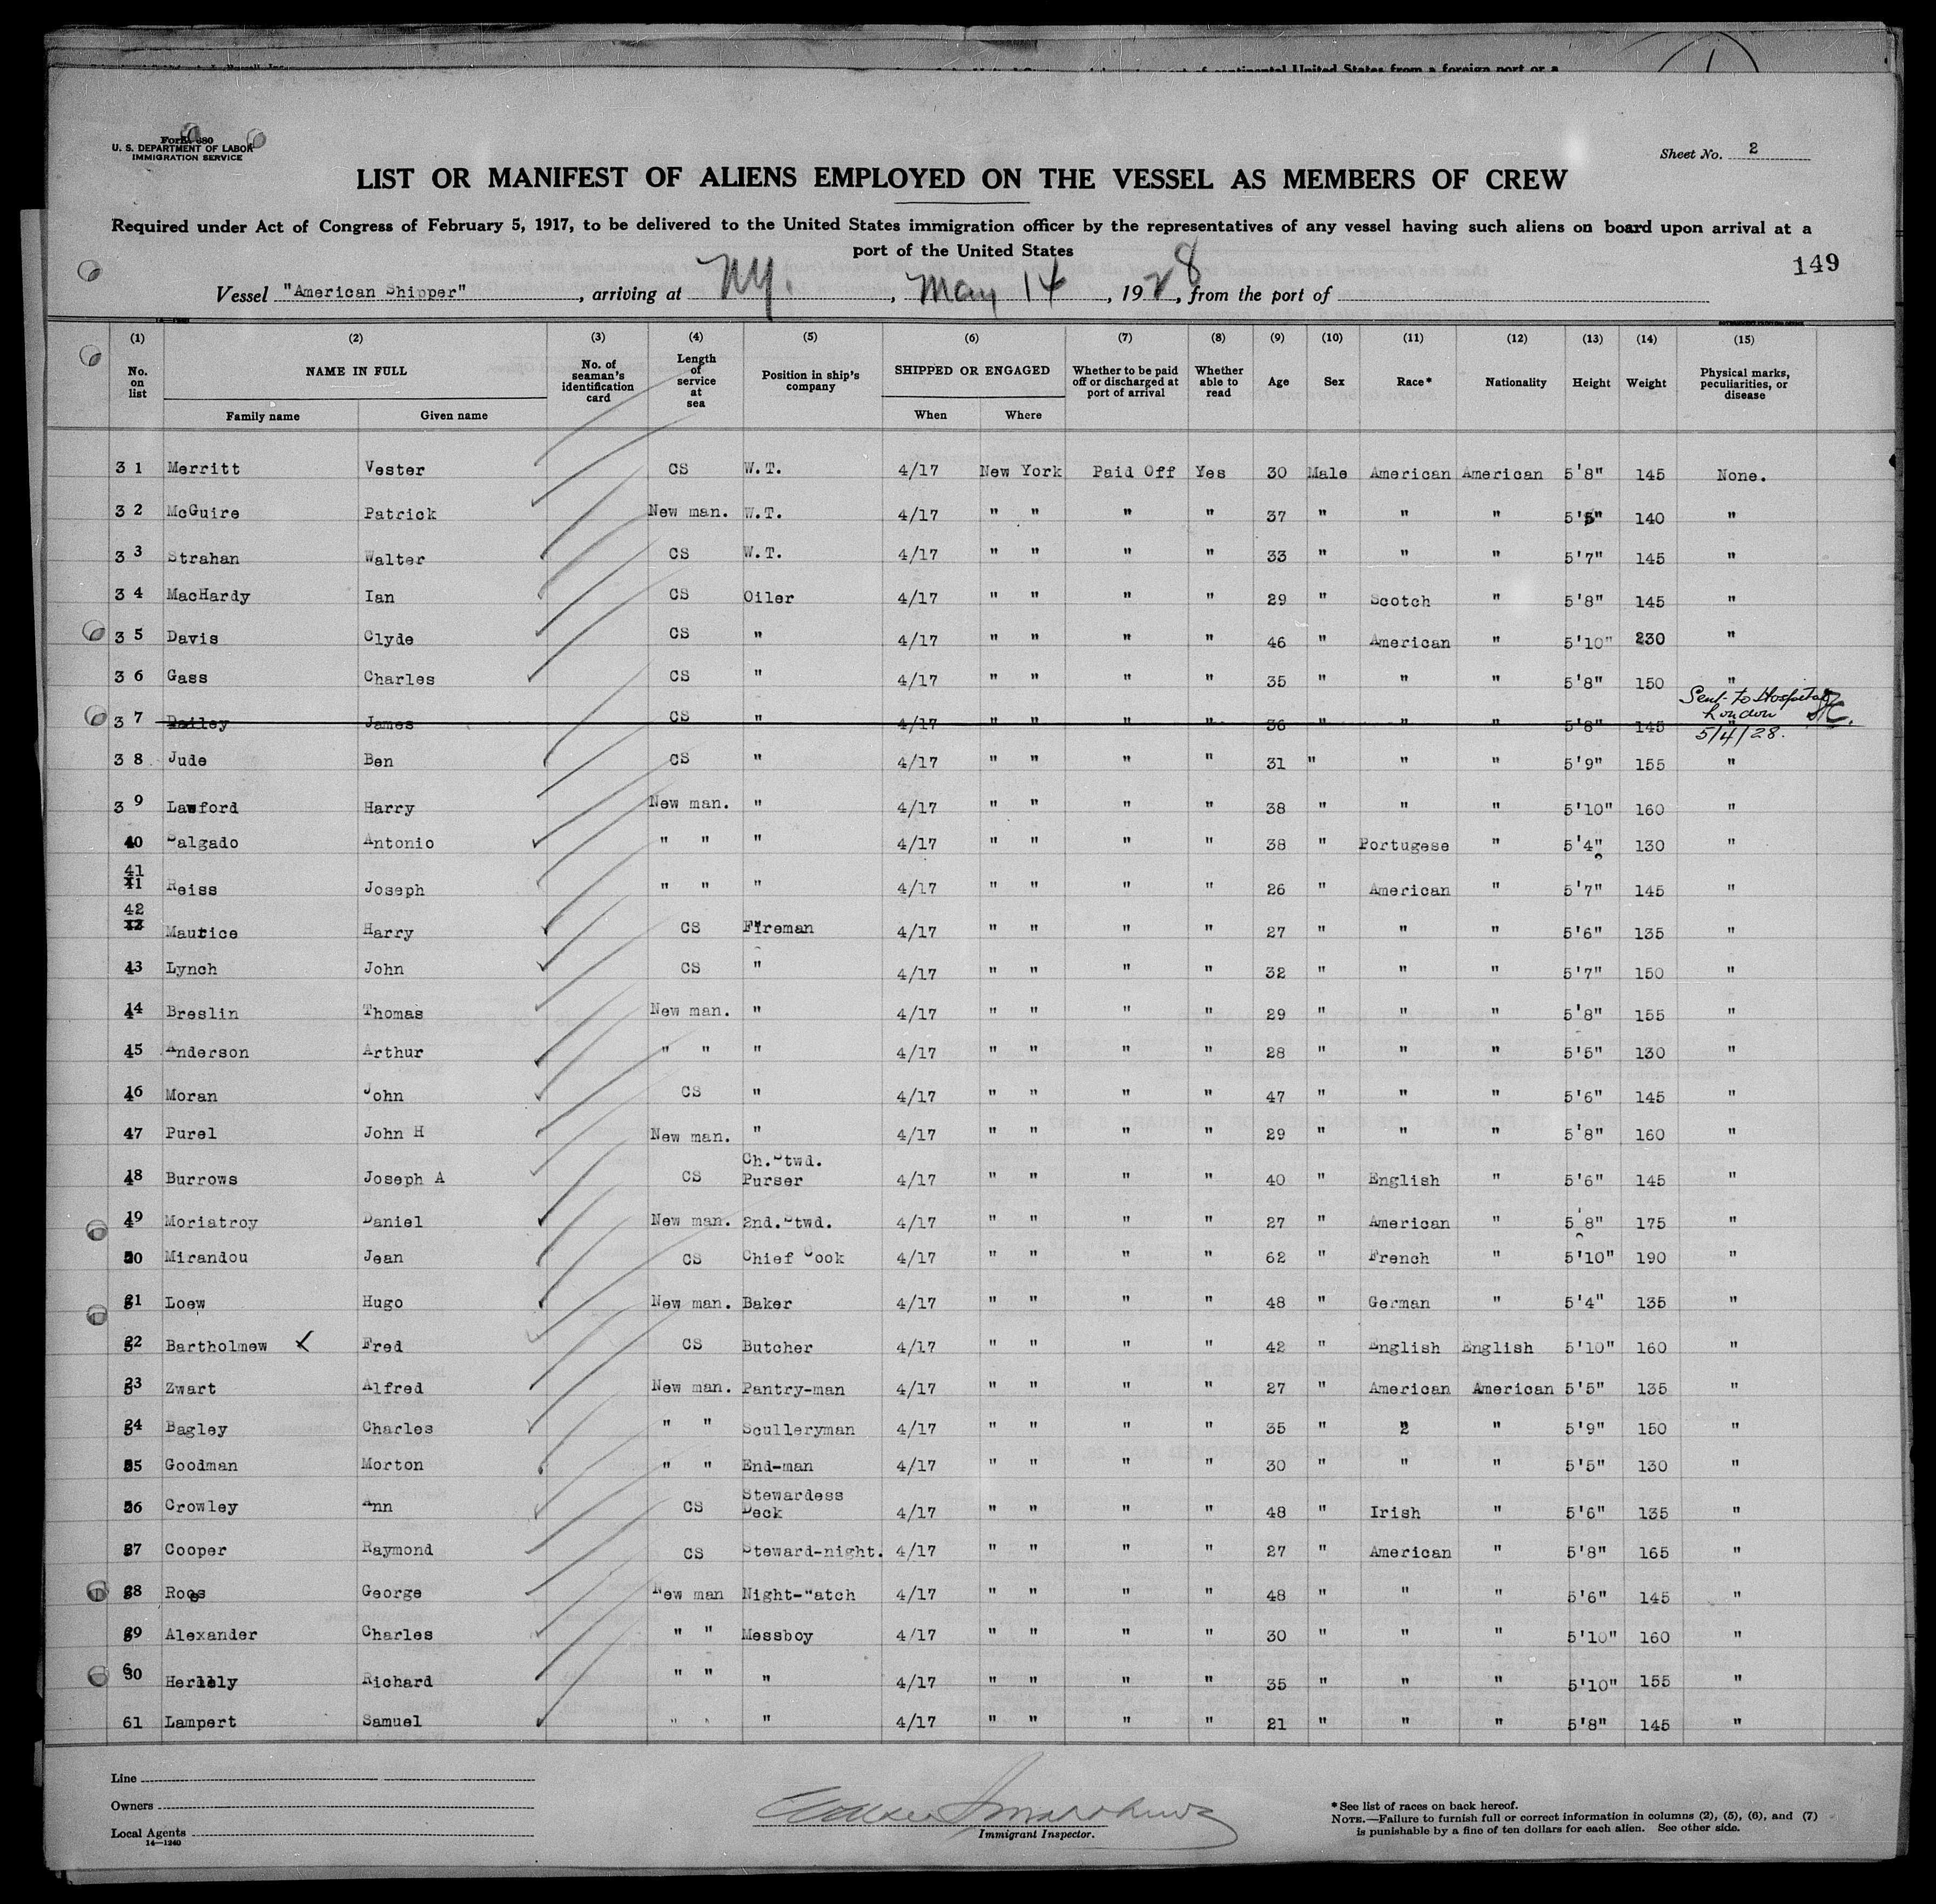 Form 680
U. S. DEPARTMENT OF LABOR
IMMIGRATION SERVICE
Sheet No. 2
LIST OR MANIFEST OF ALIENS EMPLOYED ON THE VESSEL AS MEMBERS OF CREW
Required under Act of Congress of February 5, 1917, to be delivered to the United States immigration officer by the representatives of any vessel having such aliens on board upon arrival at a
port of the United States
149
Vessel "American Shipper", arriving at NY., May 14, 1928, from the port of
(1) (2) (3) (4) (5) (6) (7) (8) (9) (10) (11) (12) (13) (14) (15)
No. on list NAME IN FULL Family name Given name No. of seaman's identification card Length of service at sea Position in ship's company SHIPPED OR ENGAGED When Where Whether to be paid off or discharged at port of arrival Whether able to read Age Sex Race* Nationality Height Weight Physical marks, peculiarities, or disease
31 Merritt Vester CS W.T. 4/17 New York Paid Off Yes 30 Male American American 5'8" 145 None.
32 McGuire Patrick New man. W.T. 4/17 " " " " 37 " " " 5'5" 140 "
33 Strahan Walter CS W.T. 4/17 " " " " 33 " " " 5'7" 145 "
34 MacHardy Ian CS Oiler 4/17 " " " " 29 " Scotch " 5'8" 145 "
35 Davis Clyde CS " 4/17 " " " " 46 " American " 5'10" 230 "
36 Gass Charles CS " 4/17 " " " " 35 " " " 5'8" 150 "
37 Dailey James CS " 4/17 " " " " 36 " " " 5'8" 145 " Sent to Hospital London 5/4/28.
38 Jude Ben CS " 4/17 " " " " 31 " " " 5'9" 155 "
39 Lawford Harry New man. " 4/17 " " " " 38 " " " 5'10" 160 "
40 Salgado Antonio " " " 4/17 " " " " 38 " Portugese " 5'4" 130 "
41 Reiss Joseph " " " 4/17 " " " " 26 " American " 5'7" 145 "
42 Maurice Harry CS Fireman 4/17 " " " " 27 " " " 5'6" 135 "
43 Lynch John CS " 4/17 " " " " 32 " " " 5'7" 150 "
44 Breslin Thomas New man. " 4/17 " " " " 29 " " " 5'8" 155 "
45 Anderson Arthur " " " 4/17 " " " " 28 " " " 5'5" 130 "
46 Moran John CS " 4/17 " " " " 47 " " " 5'6" 145 "
47 Purel John H New man. " 4/17 " " " " 29 " " " 5'8" 160 "
48 Burrows Joseph A CS Ch.Stwd. Purser 4/17 " " " " 40 " English " 5'6" 145 "
49 Moriatroy Daniel New man. 2nd.Stwd. 4/17 " " " " 27 " American " 5'8" 175 "
50 Mirandou Jean CS Chief Cook 4/17 " " " " 62 " French " 5'10" 190 "
51 Loew Hugo New man. Baker 4/17 " " " " 48 " German " 5'4" 135 "
52 Bartholmew Fred CS Butcher 4/17 " " " " 42 " English English 5'10" 160 "
53 Zwart Alfred New man. Pantry-man 4/17 " " " " 27 " American American 5'5" 135 "
54 Bagley Charles " " Sculleryman 4/17 " " " " 35 " " " 5'9" 150 "
55 Goodman Morton " " End-man 4/17 " " " " 30 " " " 5'5" 130 "
56 Crowley Ann CS Stewardess Deck 4/17 " " " " 48 " Irish " 5'6" 135 "
57 Cooper Raymond CS Steward-night. 4/17 " " " " 27 " American " 5'8" 165 "
58 Roos George New man Night-Watch 4/17 " " " " 48 " " " 5'6" 145 "
59 Alexander Charles " " Messboy 4/17 " " " " 30 " " " 5'10" 160 "
60 Richard " " " 4/17 " " " " 35 " " " 5'10" 155 "
61 Lampert Samuel " " " 4/17 " " " " 21 " " " 5'8" 145 "
Line
Owners
Local Agents
14—1240
Immigrant Inspector.
*See list of races on back hereof.
NOTE.—Failure to furnish full or correct information in columns (2), (5), (6), and (7)
is punishable by a fine of ten dollars for each alien. See other side.